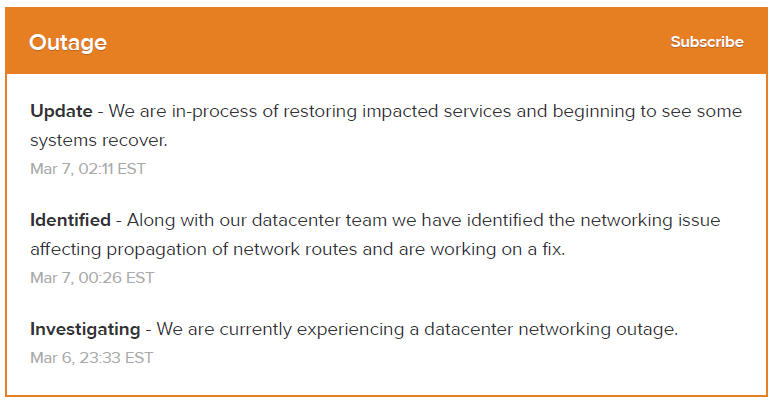 Outage
Subscribe
Update - We are in-process of restoring impacted services and beginning to see some
systems recover.
Mar 7, 02:11 EST
Identified - Along with our datacenter team we have identified the networking issue
affecting propagation of network routes and are working on a fix.
Mar 7, 00:26 EST
Investigating - We are currently experiencing a datacenter networking outage.
Mar 6, 23:33 EST